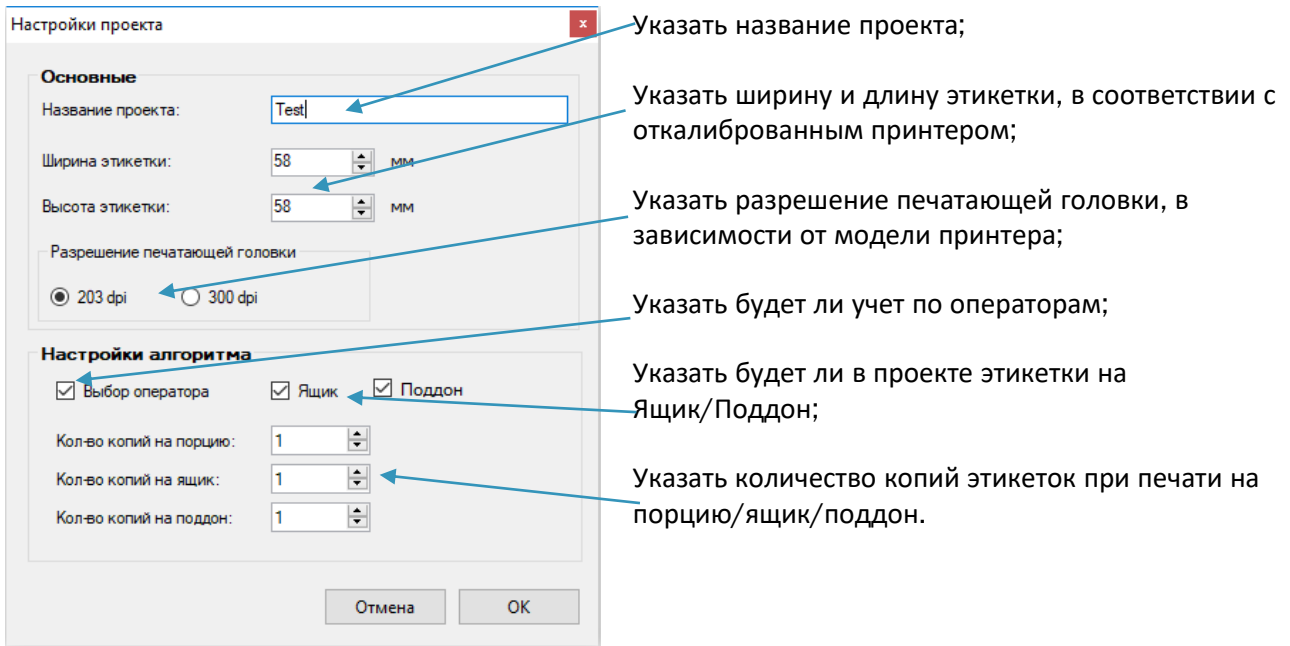 Настройки проекта
x
Основные
Название проекта:
Test
Ширина этикетки:
58
мм
Высота этикетки:
58
мм
Разрешение печатающей головки
203 dpi
300 dpi
Настройки алгоритма
Выбор оператора
Ящик
Поддон
Кол-во копий на порцию:
1
Кол-во копий на ящик:
1
Кол-во копий на поддон:
1
Отмена
OK
Указать название проекта;
Указать ширину и длину этикетки, в соответствии с
откалиброванным принтером;
Указать разрешение печатающей головки, в
зависимости от модели принтера;
Указать будет ли учет по операторам;
Указать будет ли в проекте этикетки на
Ящик/Поддон;
Указать количество копий этикеток при печати на
порцию/ящик/поддон.